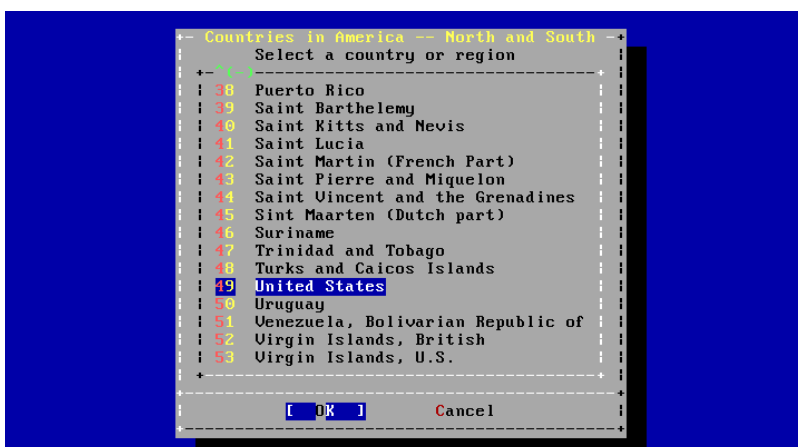 Countries in America -- North and South
Select a country or region
^(-)
38 Puerto Rico
39 Saint Barthelemy
40 Saint Kitts and Nevis
41 Saint Lucia
42 Saint Martin (French Part)
43 Saint Pierre and Miquelon
44 Saint Vincent and the Grenadines
45 Sint Maarten (Dutch part)
46 Suriname
47 Trinidad and Tobago
48 Turks and Caicos Islands
49 United States
50 Uruguay
51 Venezuela, Bolivarian Republic of
52 Virgin Islands, British
53 Virgin Islands, U.S.
[ OK ] Cancel